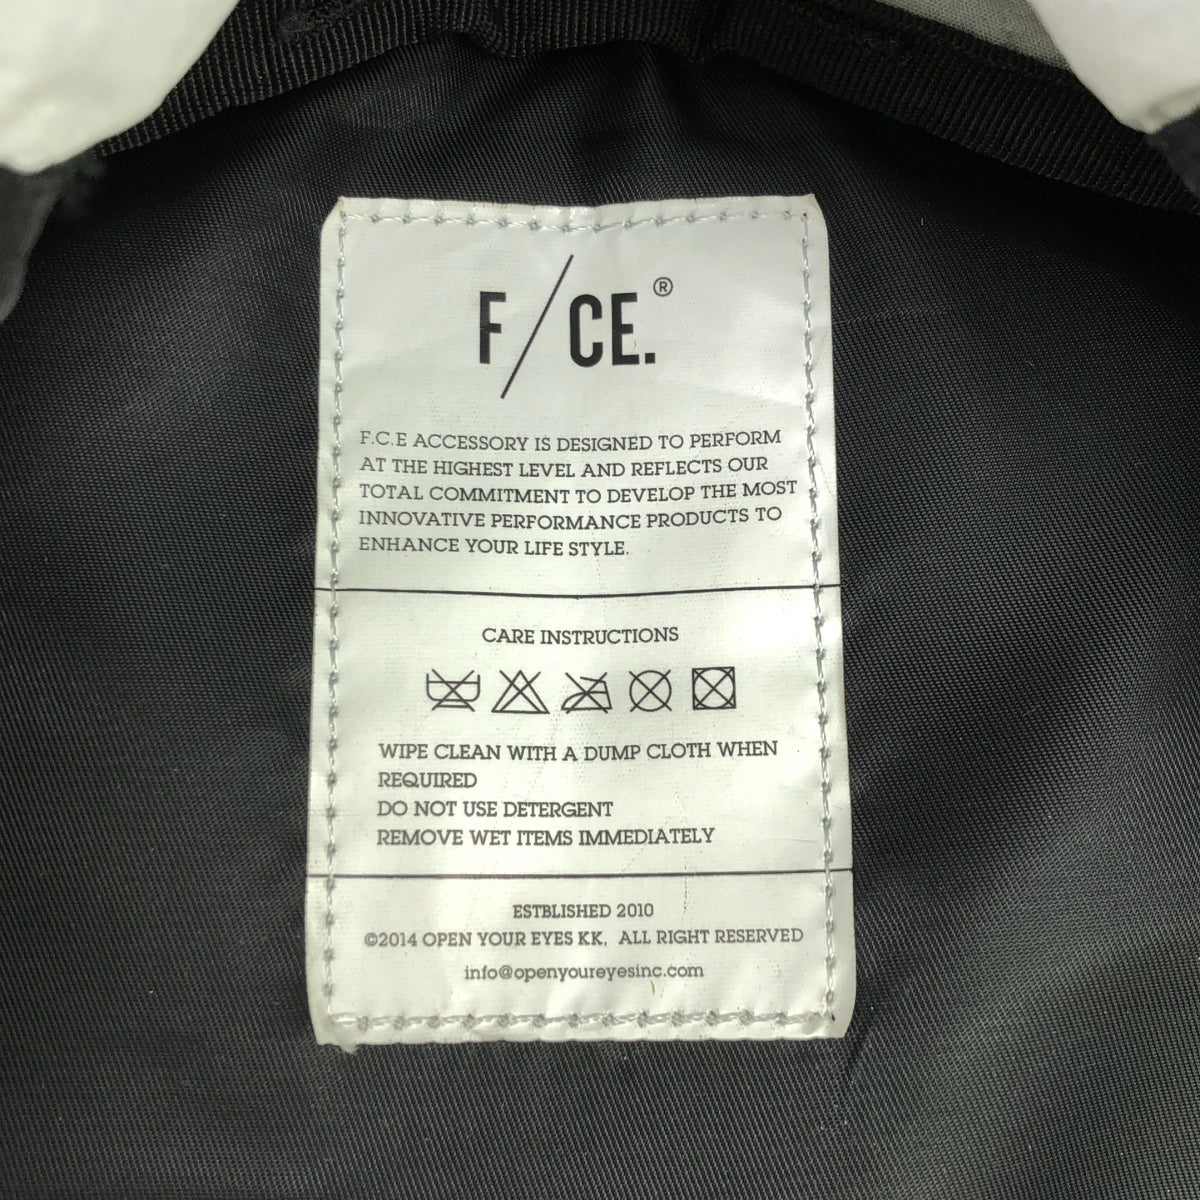 F/CE.®
F.C.E ACCESSORY IS DESIGNED TO PERFORM
AT THE HIGHEST LEVEL AND REFLECTS OUR
TOTAL COMMITMENT TO DEVELOP THE MOST
INNOVATIVE PERFORMANCE PRODUCTS TO
ENHANCE YOUR LIFE STYLE.
CARE INSTRUCTIONS
WIPE CLEAN WITH A DUMP CLOTH WHEN
REQUIRED
DO NOT USE DETERGENT
REMOVE WET ITEMS IMMEDIATELY
ESTBLISHED 2010
©2014 OPEN YOUR EYES KK, ALL RIGHT RESERVED
info@openyoureyesinc.com